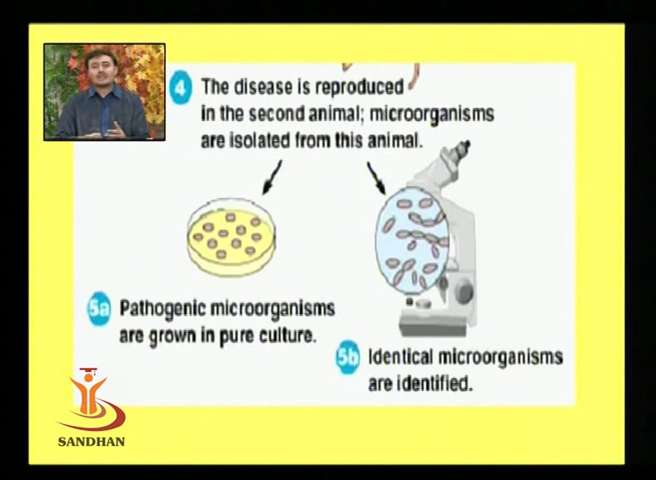 4 The disease is reproduced
in the second animal; microorganisms
are isolated from this animal.
5a Pathogenic microorganisms
are grown in pure culture.
5b Identical microorganisms
are identified.
SANDHAN